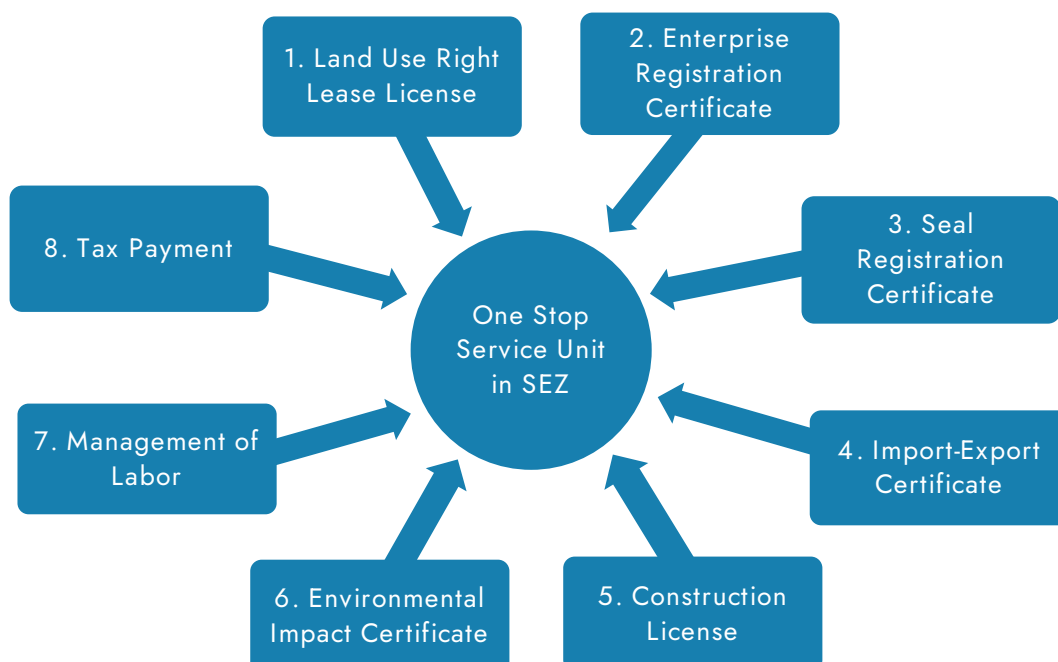 1. Land Use Right
Lease License
2. Enterprise
Registration
Certificate
3. Seal
Registration
Certificate
4. Import-Export
Certificate
5. Construction
License
6. Environmental
Impact Certificate
7. Management of
Labor
8. Tax Payment
One Stop
Service Unit
in SEZ